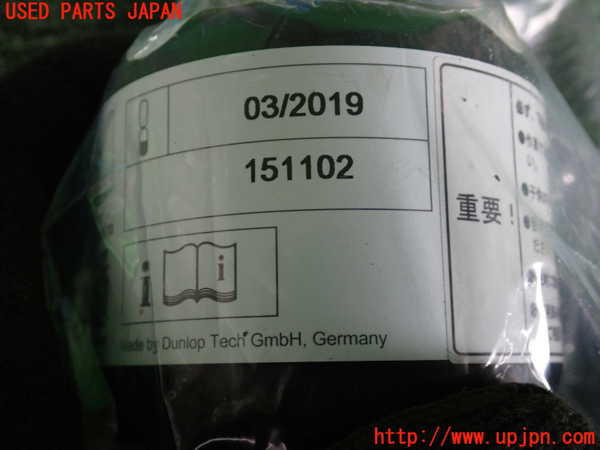 USED PARTS JAPAN
03/2019
151102
重要!
i
i
Made by Dunlop Tech GmbH, Germany
http://www.upjpn.com/